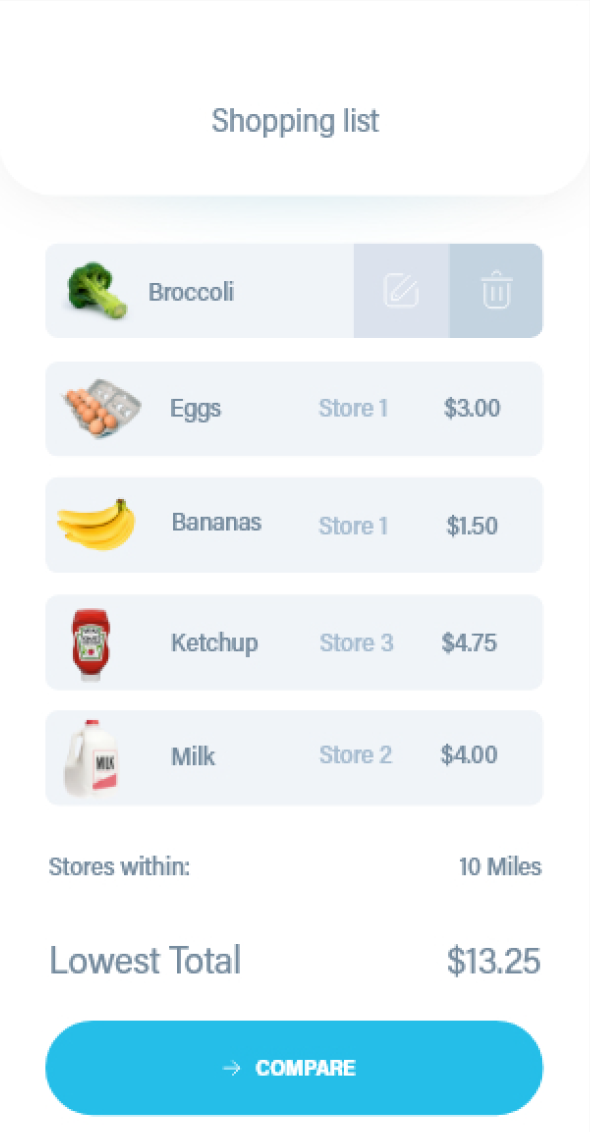 Shopping list
Broccoli
Eggs Store 1 $3.00
Bananas Store 1 $1.50
Ketchup Store 3 $4.75
MILK
Milk Store 2 $4.00
Stores within: 10 Miles
Lowest Total $13.25
COMPARE